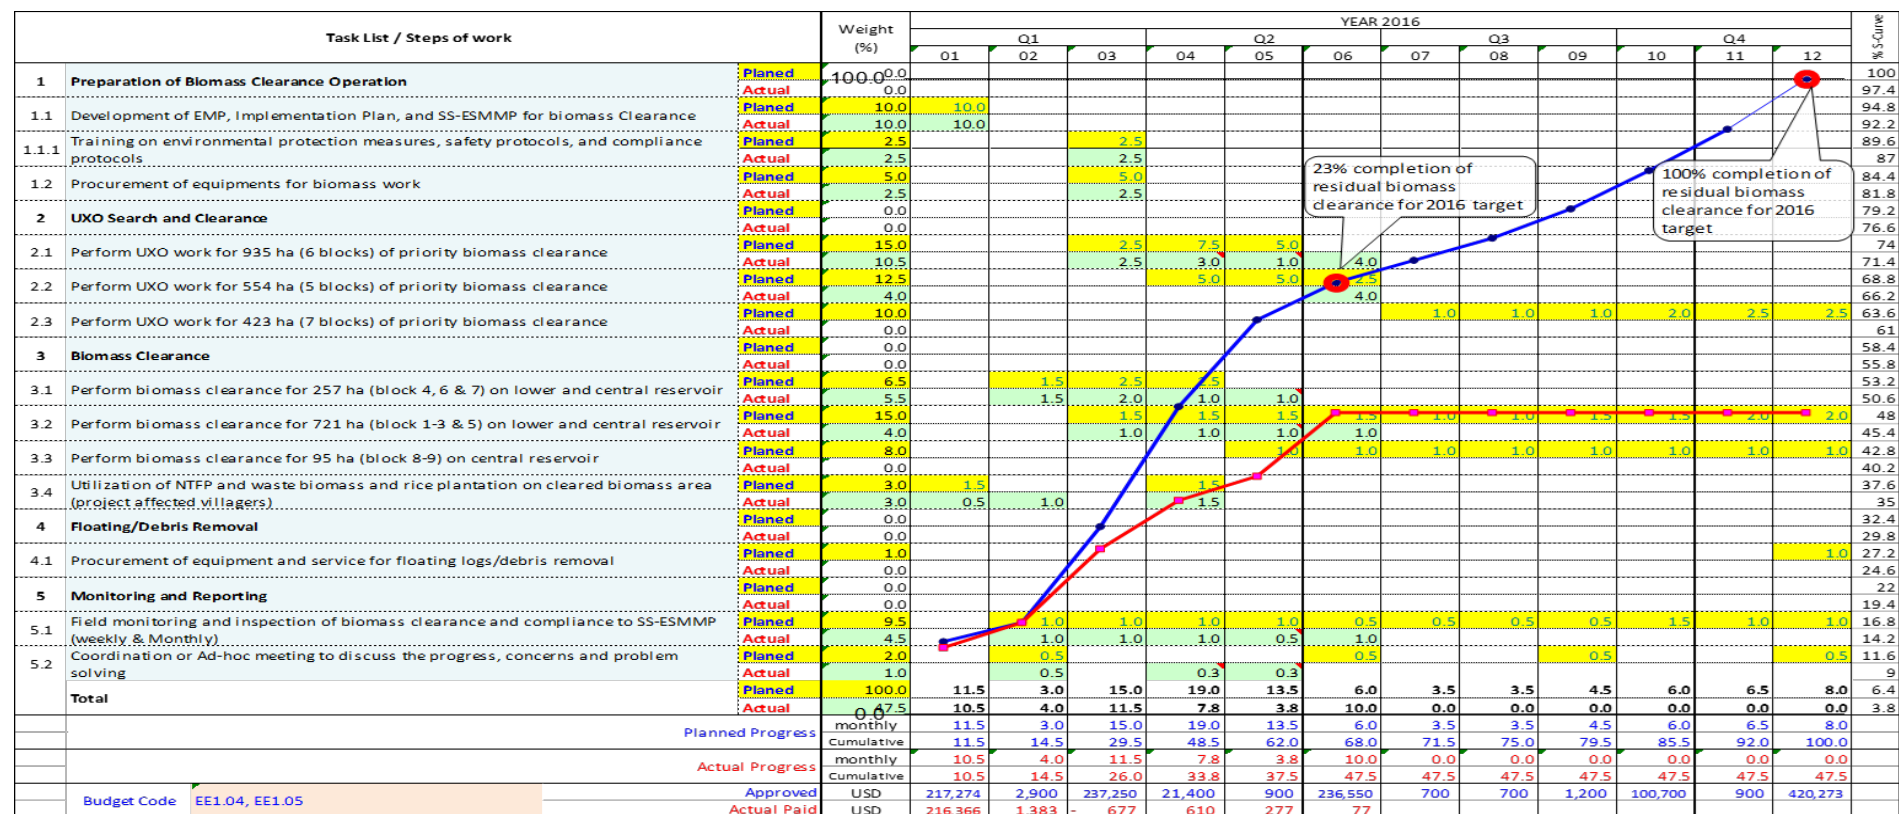 YEAR 2016
Task List / Steps of work Weight (%) Q1 Q2 Q3 Q4 % S-Curve
01 02 03 04 05 06 07 08 09 10 11 12
1 Preparation of Biomass Clearance Operation Planed 100.0 0.0 100
Actual 0.0 97.4
1.1 Development of EMP, Implementation Plan, and SS-ESMMP for biomass Clearance Planed 10.0 10.0 94.8
Actual 10.0 10.0 92.2
1.1.1 Training on environmental protection measures, safety protocols, and compliance Planed 2.5 2.5 89.6
protocols Actual 2.5 2.5 87
1.2 Procurement of equipments for biomass work Planed 5.0 5.0 84.4
Actual 2.5 2.5 81.8
2 UXO Search and Clearance Planed 0.0 79.2
Actual 0.0 76.6
23% completion of
residual biomass
clearance for 2016 target
100% completion of
residual biomass
clearance for 2016
target
2.1 Perform UXO work for 935 ha (6 blocks) of priority biomass clearance Planed 15.0 2.5 7.5 5.0 74
Actual 10.5 2.5 3.0 1.0 4.0 71.4
2.2 Perform UXO work for 554 ha (5 blocks) of priority biomass clearance Planed 12.5 5.0 5.0 2.5 68.8
Actual 4.0 4.0 66.2
2.3 Perform UXO work for 423 ha (7 blocks) of priority biomass clearance Planed 10.0 1.0 1.0 1.0 2.0 2.5 2.5 63.6
Actual 0.0 61
3 Biomass Clearance Planed 0.0 58.4
Actual 0.0 55.8
3.1 Perform biomass clearance for 257 ha (block 4, 6 & 7) on lower and central reservoir Planed 6.5 1.5 2.5 2.5 53.2
Actual 5.5 1.5 2.0 1.0 1.0 50.6
3.2 Perform biomass clearance for 721 ha (block 1-3 & 5) on lower and central reservoir Planed 15.0 1.5 1.5 1.5 1.5 1.0 1.0 1.5 1.5 2.0 2.0 48
Actual 4.0 1.0 1.0 1.0 1.0 45.4
3.3 Perform biomass clearance for 95 ha (block 8-9) on central reservoir Planed 8.0 1.0 1.0 1.0 1.0 1.0 1.0 1.0 1.0 42.8
Actual 0.0 40.2
3.4 Utilization of NTFP and waste biomass and rice plantation on cleared biomass area Planed 3.0 1.5 1.5 37.6
(project affected villagers) Actual 3.0 0.5 1.0 1.5 35
4 Floating/Debris Removal Planed 0.0 32.4
Actual 0.0 29.8
4.1 Procurement of equipment and service for floating logs/debris removal Planed 1.0 1.0 27.2
Actual 0.0 24.6
5 Monitoring and Reporting Planed 0.0 22
Actual 0.0 19.4
5.1 Field monitoring and inspection of biomass clearance and compliance to SS-ESMMP Planed 9.5 1.0 1.0 1.0 1.0 0.5 0.5 0.5 0.5 1.5 1.0 1.0 16.8
(weekly & Monthly) Actual 4.5 1.0 1.0 1.0 0.5 1.0 14.2
5.2 Coordination or Ad-hoc meeting to discuss the progress, concerns and problem Planed 2.0 0.5 0.5 0.5 0.5 11.6
solving Actual 1.0 0.5 0.3 0.3 9
Total Planed 100.0 11.5 3.0 15.0 19.0 13.5 6.0 3.5 3.5 4.5 6.0 6.5 8.0 6.4
Actual 47.5 0.0 10.5 4.0 11.5 7.8 3.8 10.0 0.0 0.0 0.0 0.0 0.0 0.0 3.8
Planned Progress monthly 11.5 3.0 15.0 19.0 13.5 6.0 3.5 3.5 4.5 6.0 6.5 8.0
Cumulative 11.5 14.5 29.5 48.5 62.0 68.0 71.5 75.0 79.5 85.5 92.0 100.0
Actual Progress monthly 10.5 4.0 11.5 7.8 3.8 10.0 0.0 0.0 0.0 0.0 0.0 0.0
Cumulative 10.5 14.5 26.0 33.8 37.5 47.5 47.5 47.5 47.5 47.5 47.5 47.5
Budget Code EE1.04, EE1.05 Approved USD 217,274 2,900 237,250 21,400 900 236,550 700 700 1,200 100,700 900 420,273
Actual Paid USD 216,366 1,383 - 677 610 277 77